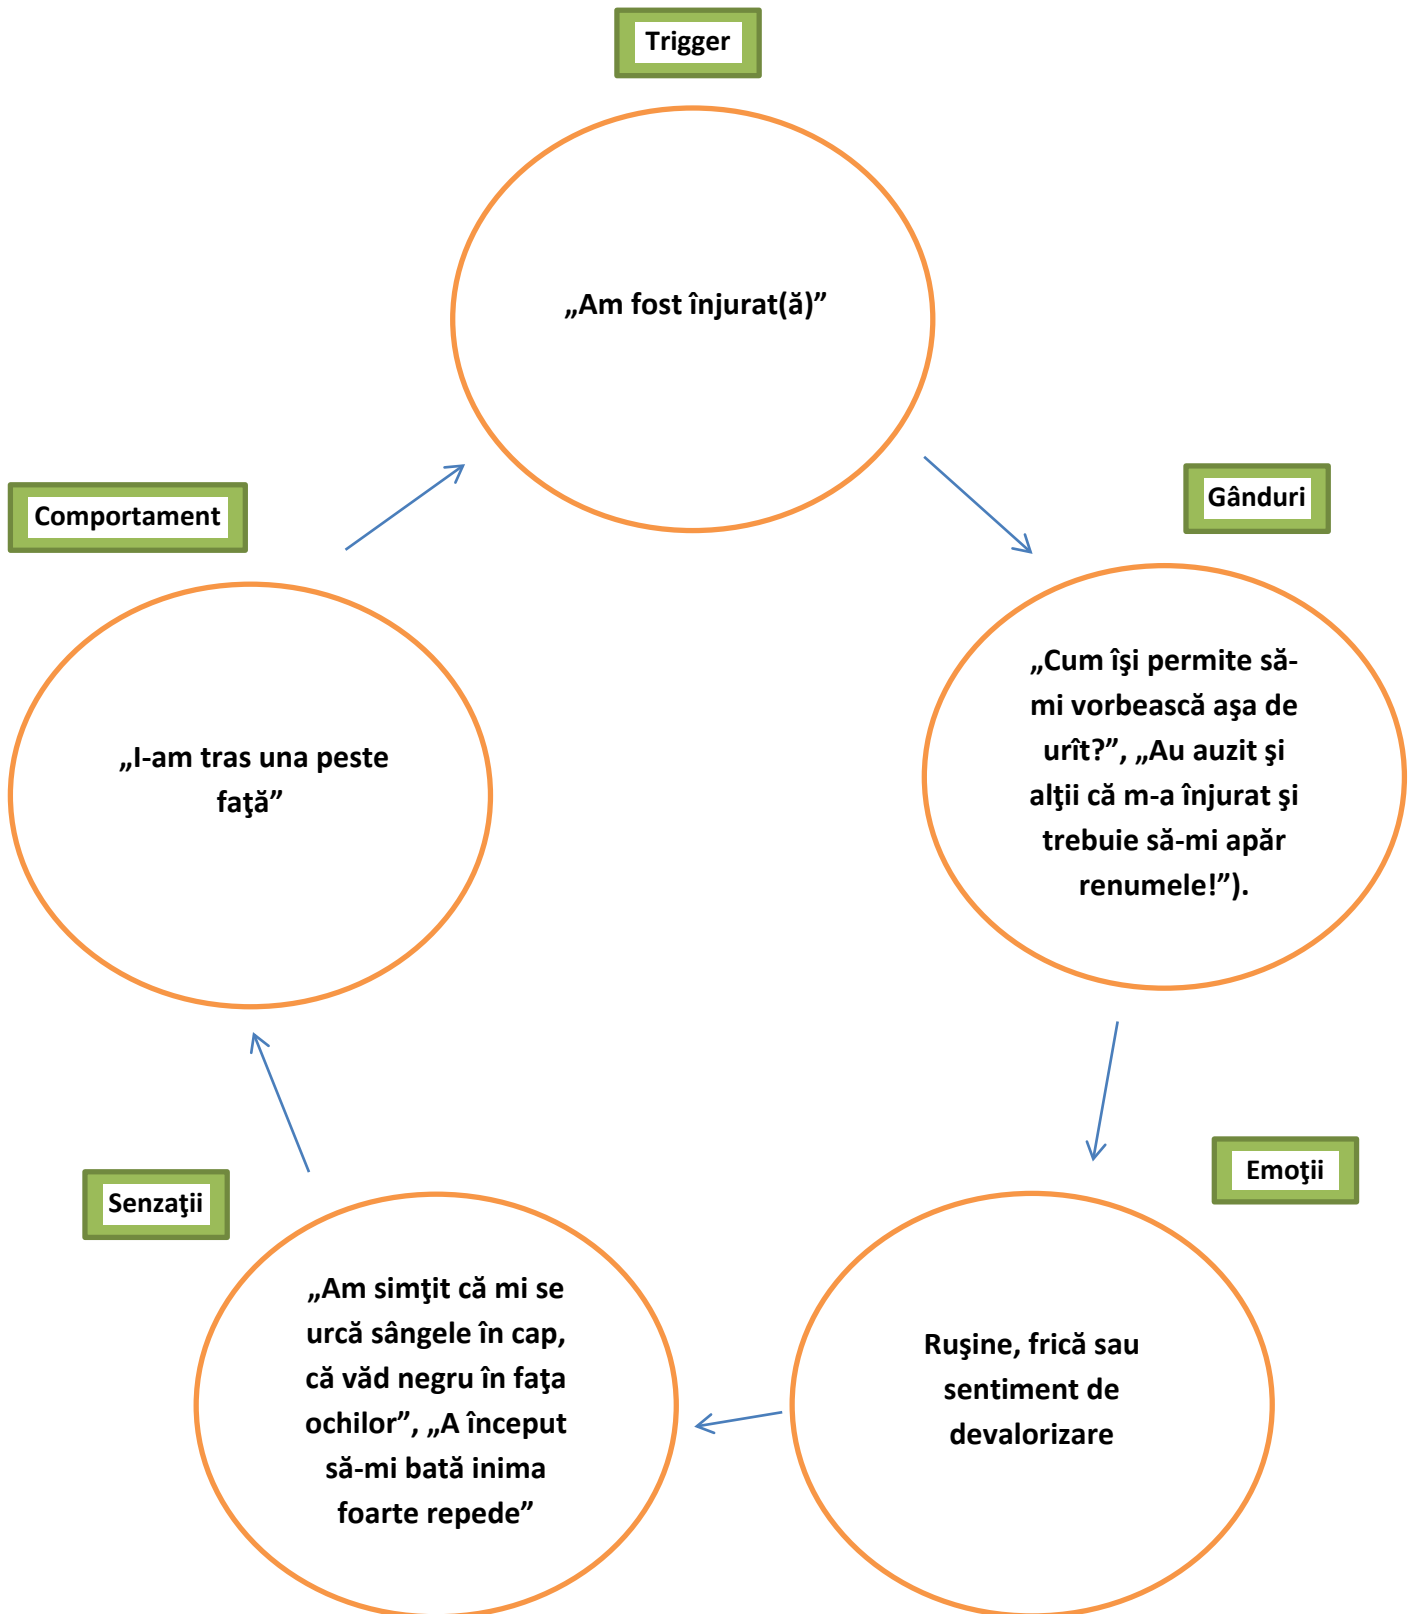 Trigger
„Am fost înjurat(ă)”
Gânduri
„Cum îşi permite să-
mi vorbească aşa de
urît?”, „Au auzit şi
alţii că m-a înjurat şi
trebuie să-mi apăr
renumele!”).
Emoţii
Ruşine, frică sau
sentiment de
devalorizare
Senzaţii
„Am simţit că mi se
urcă sângele în cap,
că văd negru în faţa
ochilor”, „A început
să-mi bată inima
foarte repede”
Comportament
„I-am tras una peste
faţă”